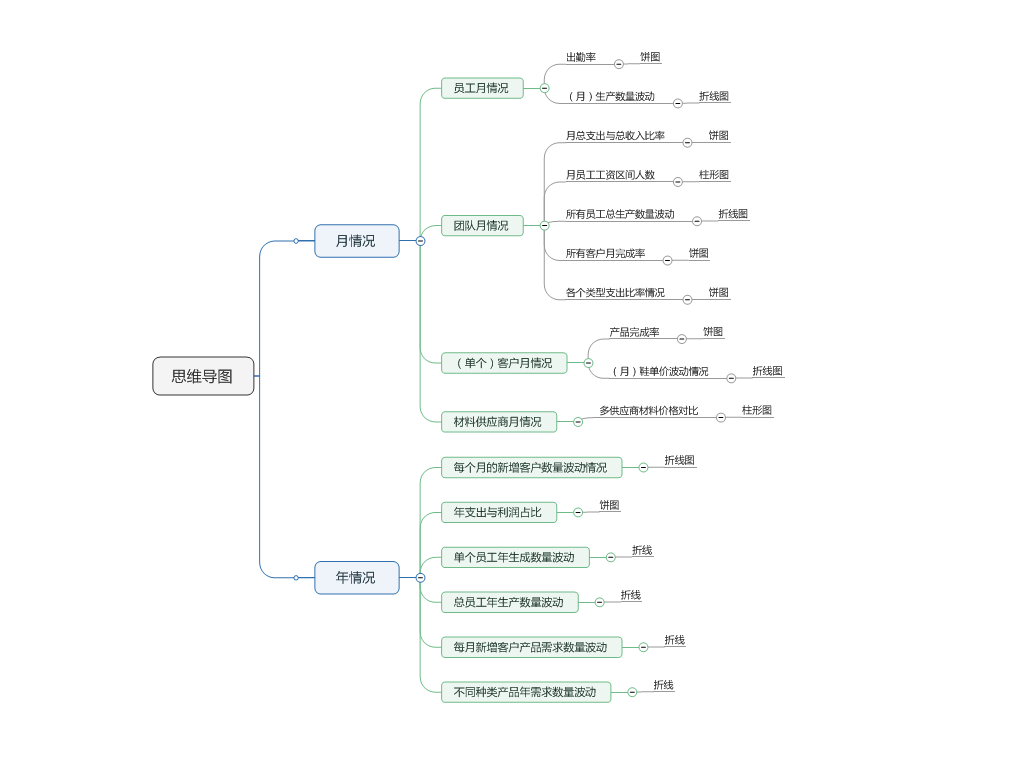 思维导图
月情况
员工月情况
出勤率
饼图
（月）生产数量波动
折线图
团队月情况
月总支出与总收入比率
饼图
月员工工资区间人数
柱形图
所有员工总生产数量波动
折线图
所有客户月完成率
饼图
各个类型支出比率情况
饼图
（单个）客户月情况
产品完成率
饼图
（月）鞋单价波动情况
折线图
材料供应商月情况
多供应商材料价格对比
柱形图
年情况
每个月的新增客户数量波动情况
折线图
年支出与利润占比
饼图
单个员工年生成数量波动
折线
总员工年生产数量波动
折线
每月新增客户产品需求数量波动
折线
不同种类产品年需求数量波动
折线